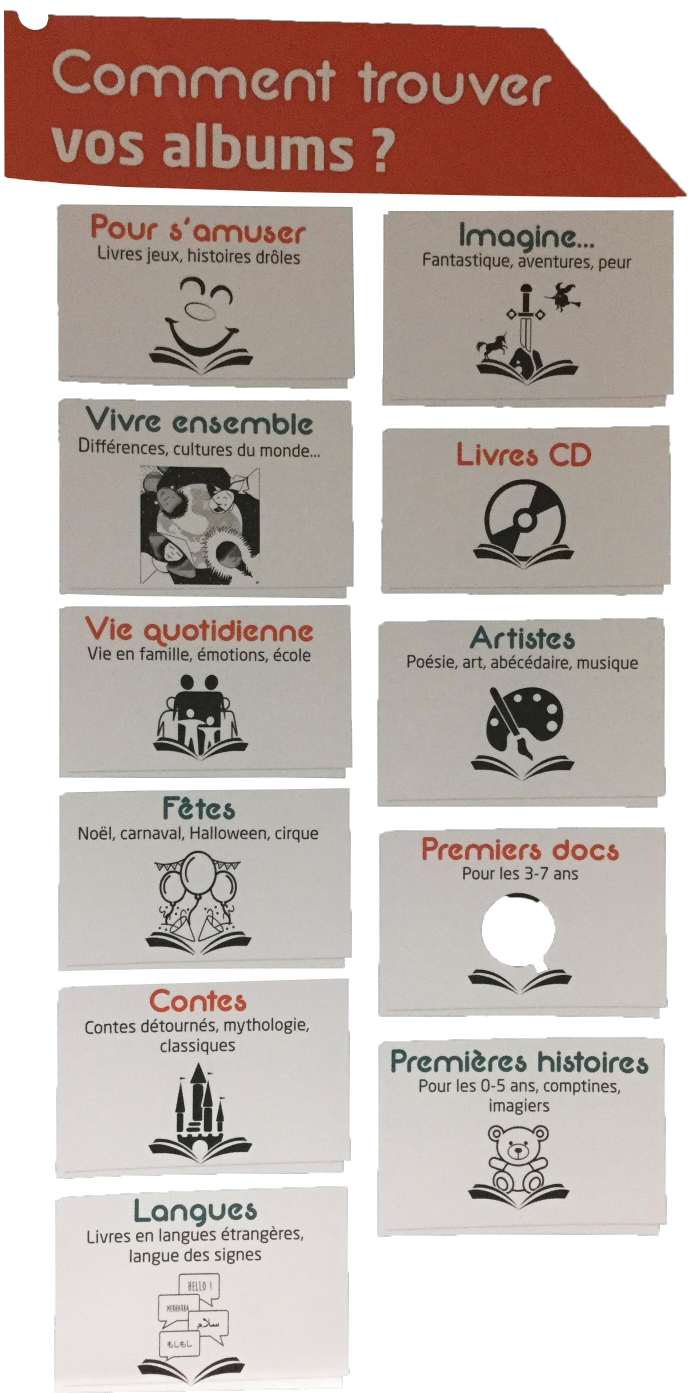 Comment trouver
vos albums ?
Pour s'amuser
Livres jeux, histoires drôles
Vivre ensemble
Différences, cultures du monde...
Vie quotidienne
Vie en famille, émotions, école
Fêtes
Noël, carnaval, Halloween, cirque
Contes
Contes détournés, mythologie,
classiques
Langues
Livres en langues étrangères,
langue des signes
HELLO !
MERHABA
سلام
もしもし
Imagine...
Fantastique, aventures, peur
Livres CD
Artistes
Poésie, art, abécédaire, musique
Premiers docs
Pour les 3-7 ans
Premières histoires
Pour les 0-5 ans, comptines,
imagiers